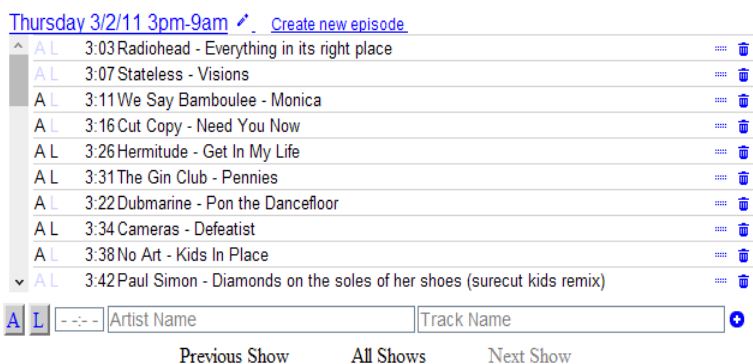 Thursday 3/2/11 3pm-9am Create new episode
A L 3:03 Radiohead - Everything in its right place
A L 3:07 Stateless - Visions
A L 3:11 We Say Bamboulee - Monica
A L 3:16 Cut Copy - Need You Now
A L 3:26 Hermitude - Get In My Life
A L 3:31 The Gin Club - Pennies
A L 3:22 Dubmarine - Pon the Dancefloor
A L 3:34 Cameras - Defeatist
A L 3:38 No Art - Kids In Place
A L 3:42 Paul Simon - Diamonds on the soles of her shoes (surecut kids remix)
A L --:-- Artist Name Track Name
Previous Show All Shows Next Show